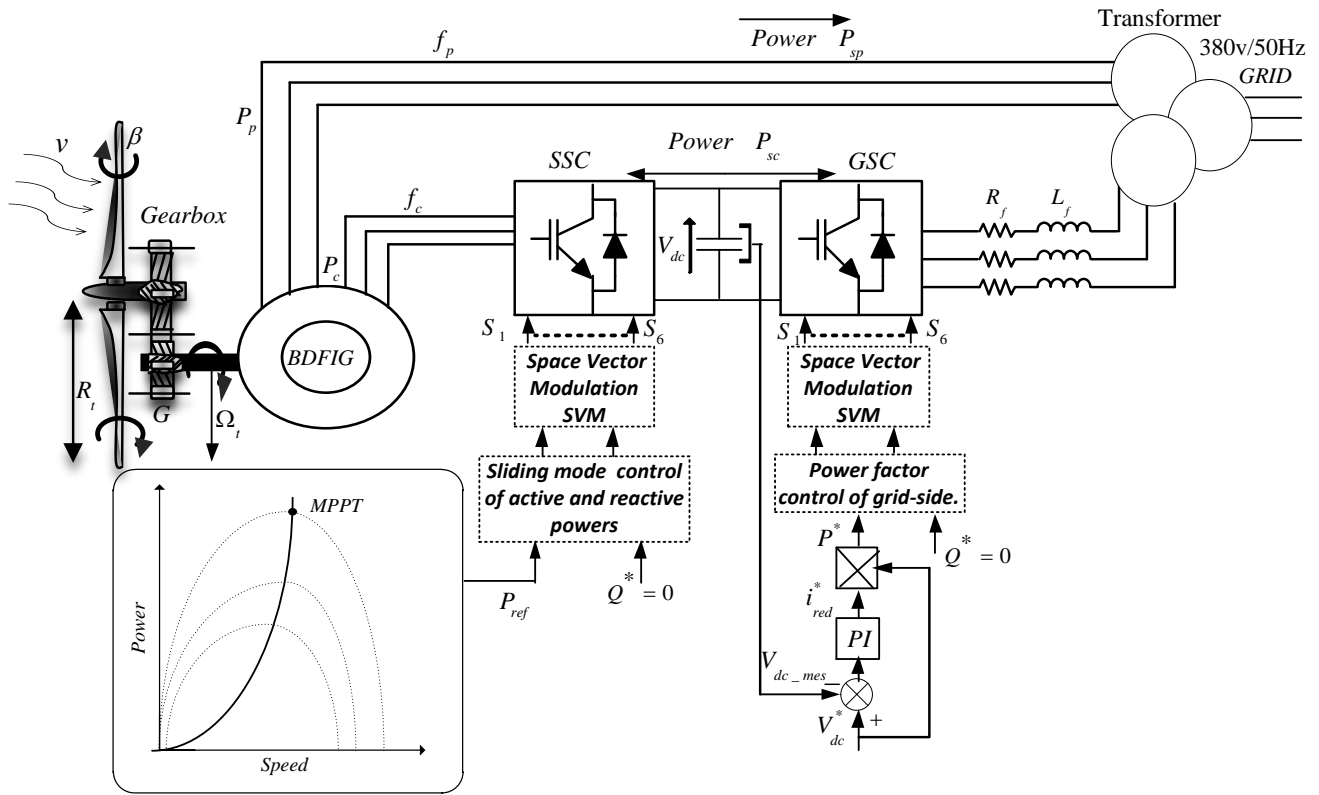 Transformer
380v/50Hz
GRID
Power P_sp
f_p
P_p
v
β
Gearbox
SSC
Power P_sc
GSC
f_c
P_c
V_dc
R_f
L_f
BDFIG
R_t
G
Ω_t
S_1
S_6
S_1
S_6
Space Vector
Modulation
SVM
Space Vector
Modulation
SVM
Sliding mode control
of active and reactive
powers
Power factor
control of grid-side.
MPPT
Power
Speed
P_ref
Q^* = 0
P^*
Q^* = 0
i^*_red
PI
V_dc_mes
−
V^*_dc
+